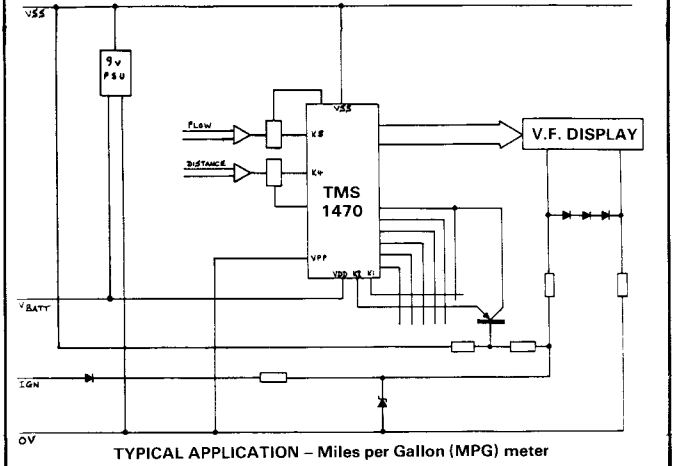 VSS
9v
PSU
VSS
FLOW
K8
DISTANCE
K4
TMS
1470
V.F. DISPLAY
VPP
VDD K2 K1
VBATT
IGN
0V
TYPICAL APPLICATION – Miles per Gallon (MPG) meter